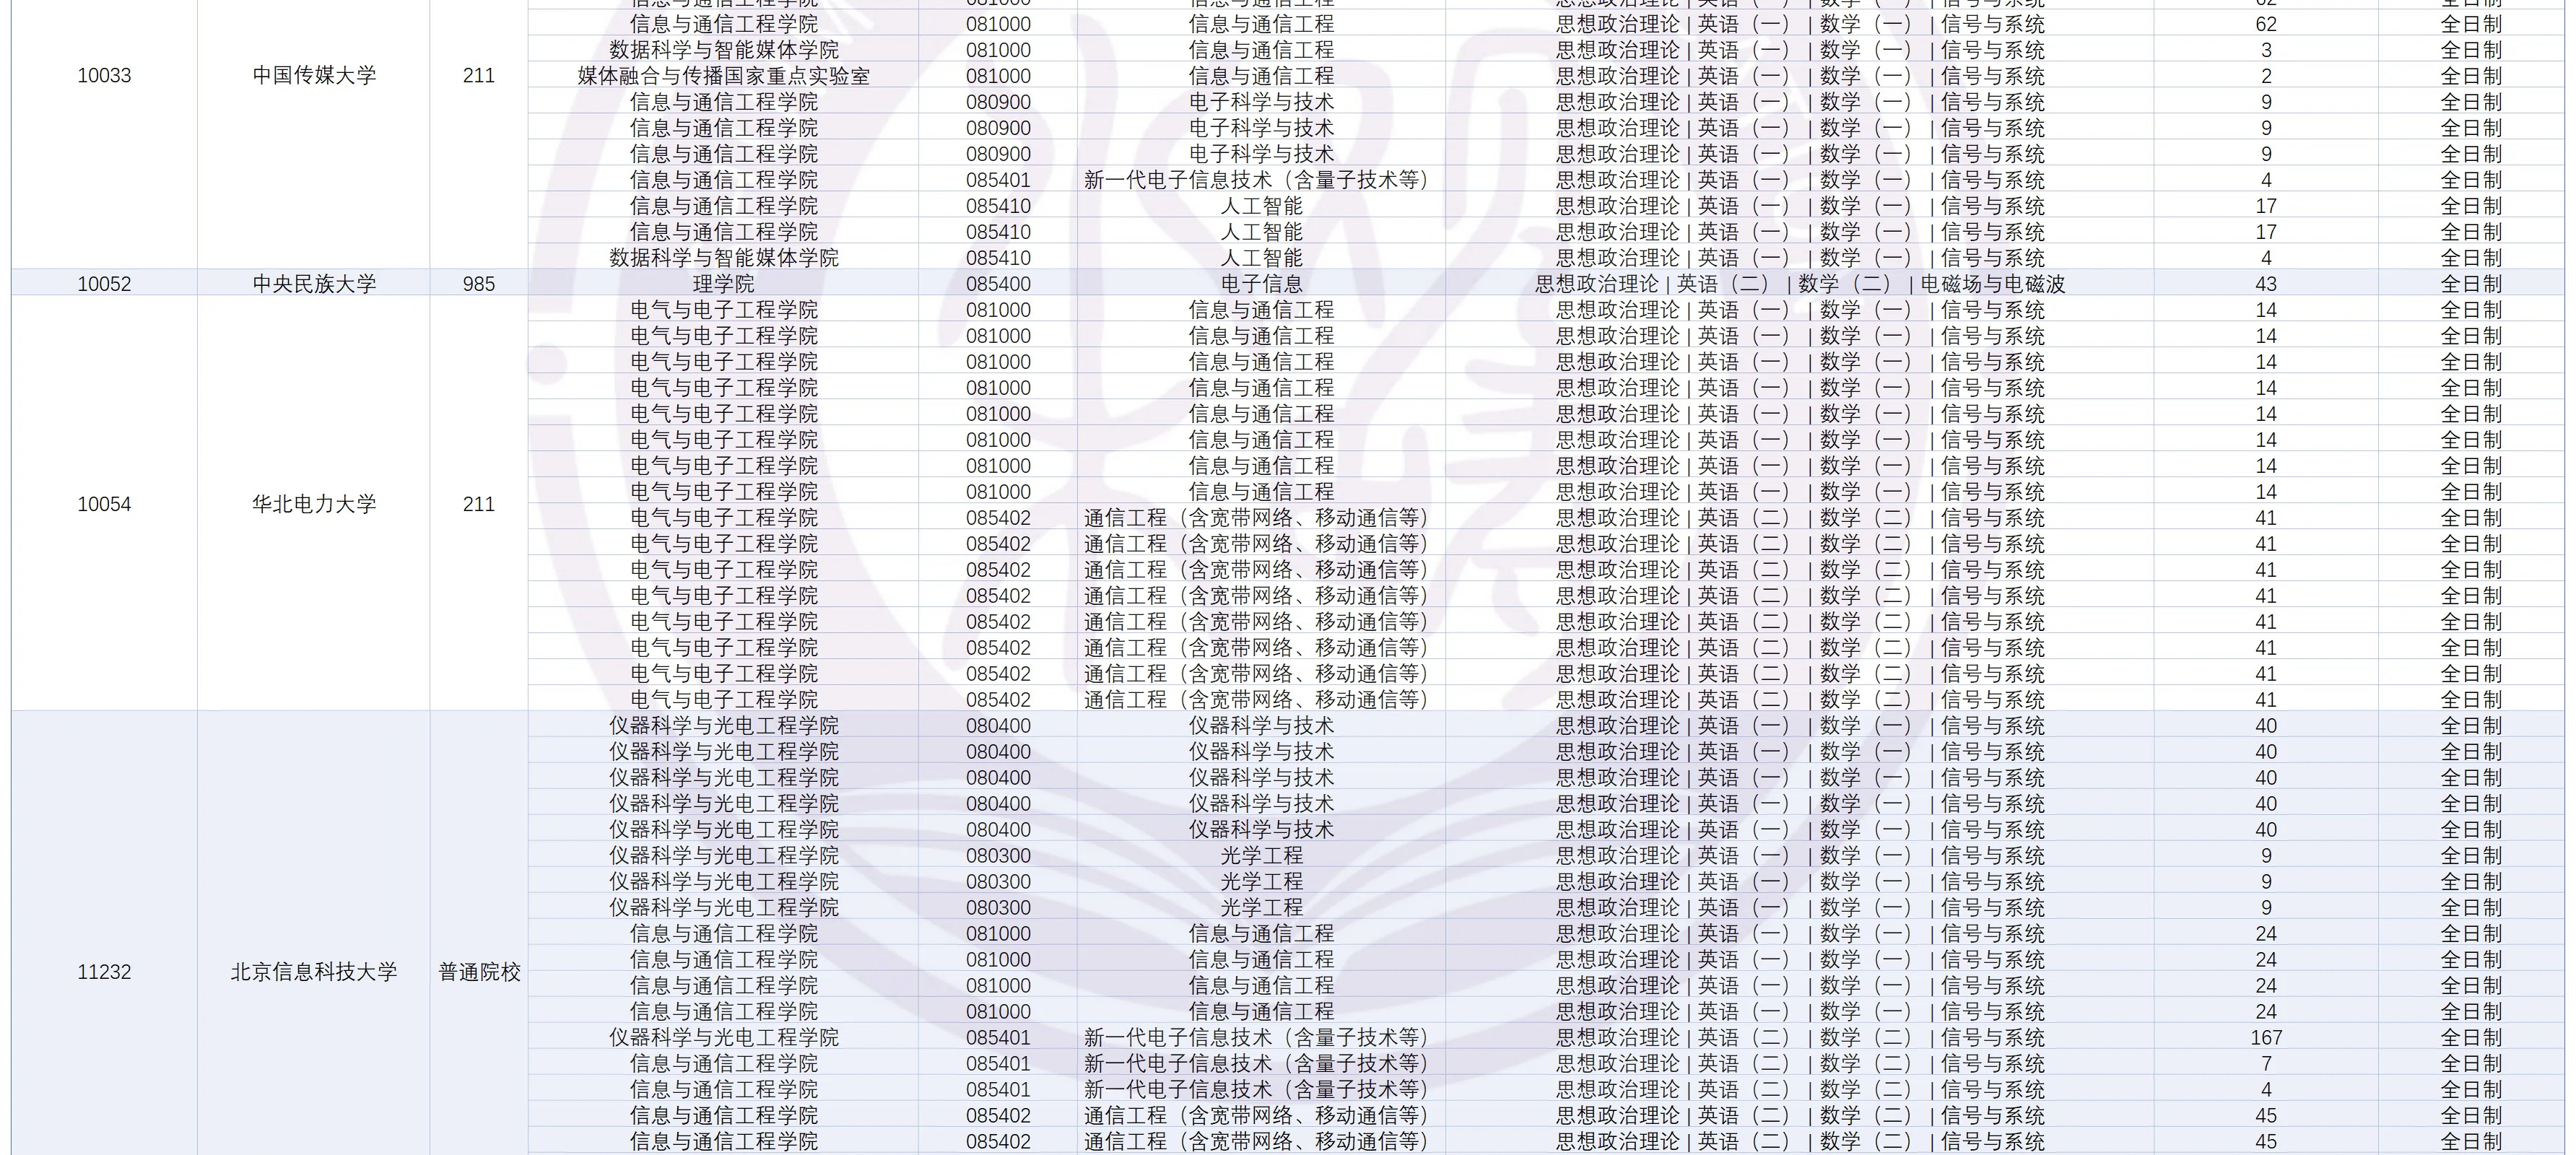 信息与通信工程学院 081000 信息与通信工程 思想政治理论 | 英语（一） | 数学（一） | 信号与系统 62 全日制
信息与通信工程学院 081000 信息与通信工程 思想政治理论 | 英语（一） | 数学（一） | 信号与系统 62 全日制
数据科学与智能媒体学院 081000 信息与通信工程 思想政治理论 | 英语（一） | 数学（一） | 信号与系统 3 全日制
10033 中国传媒大学 211 媒体融合与传播国家重点实验室 081000 信息与通信工程 思想政治理论 | 英语（一） | 数学（一） | 信号与系统 2 全日制
信息与通信工程学院 080900 电子科学与技术 思想政治理论 | 英语（一） | 数学（一） | 信号与系统 9 全日制
信息与通信工程学院 080900 电子科学与技术 思想政治理论 | 英语（一） | 数学（一） | 信号与系统 9 全日制
信息与通信工程学院 080900 电子科学与技术 思想政治理论 | 英语（一） | 数学（一） | 信号与系统 9 全日制
信息与通信工程学院 085401 新一代电子信息技术（含量子技术等） 思想政治理论 | 英语（一） | 数学（一） | 信号与系统 4 全日制
信息与通信工程学院 085410 人工智能 思想政治理论 | 英语（一） | 数学（一） | 信号与系统 17 全日制
信息与通信工程学院 085410 人工智能 思想政治理论 | 英语（一） | 数学（一） | 信号与系统 17 全日制
数据科学与智能媒体学院 085410 人工智能 思想政治理论 | 英语（一） | 数学（一） | 信号与系统 4 全日制
10052 中央民族大学 985 理学院 085400 电子信息 思想政治理论 | 英语（二） | 数学（二） | 电磁场与电磁波 43 全日制
电气与电子工程学院 081000 信息与通信工程 思想政治理论 | 英语（一） | 数学（一） | 信号与系统 14 全日制
电气与电子工程学院 081000 信息与通信工程 思想政治理论 | 英语（一） | 数学（一） | 信号与系统 14 全日制
电气与电子工程学院 081000 信息与通信工程 思想政治理论 | 英语（一） | 数学（一） | 信号与系统 14 全日制
电气与电子工程学院 081000 信息与通信工程 思想政治理论 | 英语（一） | 数学（一） | 信号与系统 14 全日制
电气与电子工程学院 081000 信息与通信工程 思想政治理论 | 英语（一） | 数学（一） | 信号与系统 14 全日制
电气与电子工程学院 081000 信息与通信工程 思想政治理论 | 英语（一） | 数学（一） | 信号与系统 14 全日制
电气与电子工程学院 081000 信息与通信工程 思想政治理论 | 英语（一） | 数学（一） | 信号与系统 14 全日制
电气与电子工程学院 081000 信息与通信工程 思想政治理论 | 英语（一） | 数学（一） | 信号与系统 14 全日制
10054 华北电力大学 211
电气与电子工程学院 085402 通信工程（含宽带网络、移动通信等） 思想政治理论 | 英语（二） | 数学（二） | 信号与系统 41 全日制
电气与电子工程学院 085402 通信工程（含宽带网络、移动通信等） 思想政治理论 | 英语（二） | 数学（二） | 信号与系统 41 全日制
电气与电子工程学院 085402 通信工程（含宽带网络、移动通信等） 思想政治理论 | 英语（二） | 数学（二） | 信号与系统 41 全日制
电气与电子工程学院 085402 通信工程（含宽带网络、移动通信等） 思想政治理论 | 英语（二） | 数学（二） | 信号与系统 41 全日制
电气与电子工程学院 085402 通信工程（含宽带网络、移动通信等） 思想政治理论 | 英语（二） | 数学（二） | 信号与系统 41 全日制
电气与电子工程学院 085402 通信工程（含宽带网络、移动通信等） 思想政治理论 | 英语（二） | 数学（二） | 信号与系统 41 全日制
电气与电子工程学院 085402 通信工程（含宽带网络、移动通信等） 思想政治理论 | 英语（二） | 数学（二） | 信号与系统 41 全日制
电气与电子工程学院 085402 通信工程（含宽带网络、移动通信等） 思想政治理论 | 英语（二） | 数学（二） | 信号与系统 41 全日制
仪器科学与光电工程学院 080400 仪器科学与技术 思想政治理论 | 英语（一） | 数学（一） | 信号与系统 40 全日制
仪器科学与光电工程学院 080400 仪器科学与技术 思想政治理论 | 英语（一） | 数学（一） | 信号与系统 40 全日制
仪器科学与光电工程学院 080400 仪器科学与技术 思想政治理论 | 英语（一） | 数学（一） | 信号与系统 40 全日制
仪器科学与光电工程学院 080400 仪器科学与技术 思想政治理论 | 英语（一） | 数学（一） | 信号与系统 40 全日制
仪器科学与光电工程学院 080400 仪器科学与技术 思想政治理论 | 英语（一） | 数学（一） | 信号与系统 40 全日制
仪器科学与光电工程学院 080300 光学工程 思想政治理论 | 英语（一） | 数学（一） | 信号与系统 9 全日制
仪器科学与光电工程学院 080300 光学工程 思想政治理论 | 英语（一） | 数学（一） | 信号与系统 9 全日制
仪器科学与光电工程学院 080300 光学工程 思想政治理论 | 英语（一） | 数学（一） | 信号与系统 9 全日制
信息与通信工程学院 081000 信息与通信工程 思想政治理论 | 英语（一） | 数学（一） | 信号与系统 24 全日制
信息与通信工程学院 081000 信息与通信工程 思想政治理论 | 英语（一） | 数学（一） | 信号与系统 24 全日制
11232 北京信息科技大学 普通院校
信息与通信工程学院 081000 信息与通信工程 思想政治理论 | 英语（一） | 数学（一） | 信号与系统 24 全日制
信息与通信工程学院 081000 信息与通信工程 思想政治理论 | 英语（一） | 数学（一） | 信号与系统 24 全日制
仪器科学与光电工程学院 085401 新一代电子信息技术（含量子技术等） 思想政治理论 | 英语（二） | 数学（二） | 信号与系统 167 全日制
信息与通信工程学院 085401 新一代电子信息技术（含量子技术等） 思想政治理论 | 英语（二） | 数学（二） | 信号与系统 7 全日制
信息与通信工程学院 085401 新一代电子信息技术（含量子技术等） 思想政治理论 | 英语（二） | 数学（二） | 信号与系统 4 全日制
信息与通信工程学院 085402 通信工程（含宽带网络、移动通信等） 思想政治理论 | 英语（二） | 数学（二） | 信号与系统 45 全日制
信息与通信工程学院 085402 通信工程（含宽带网络、移动通信等） 思想政治理论 | 英语（二） | 数学（二） | 信号与系统 45 全日制